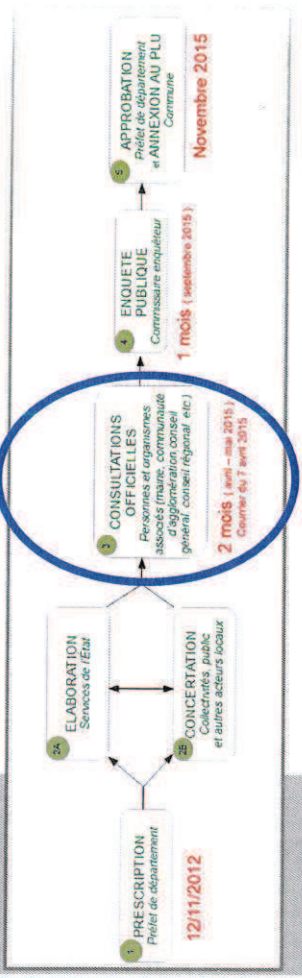 1
PRESCRIPTION
Préfet de département
12/11/2012
2A
ELABORATION
Services de l'Etat
2B
CONCERTATION
Collectivités, public
et autres acteurs locaux
3
CONSULTATIONS
OFFICIELLES
Personnes et organismes
associés (mairie, communauté
d'agglomération,conseil
général conseil régional etc)
2 mois ( avril – mai 2015 )
Courrier du 7 avril 2015
4
ENQUETE
PUBLIQUE
Commissaire enquêteur
1 mois ( septembre 2015 )
5
APPROBATION
Préfet de département
et ANNEXION AU PLU
Commune
Novembre 2015